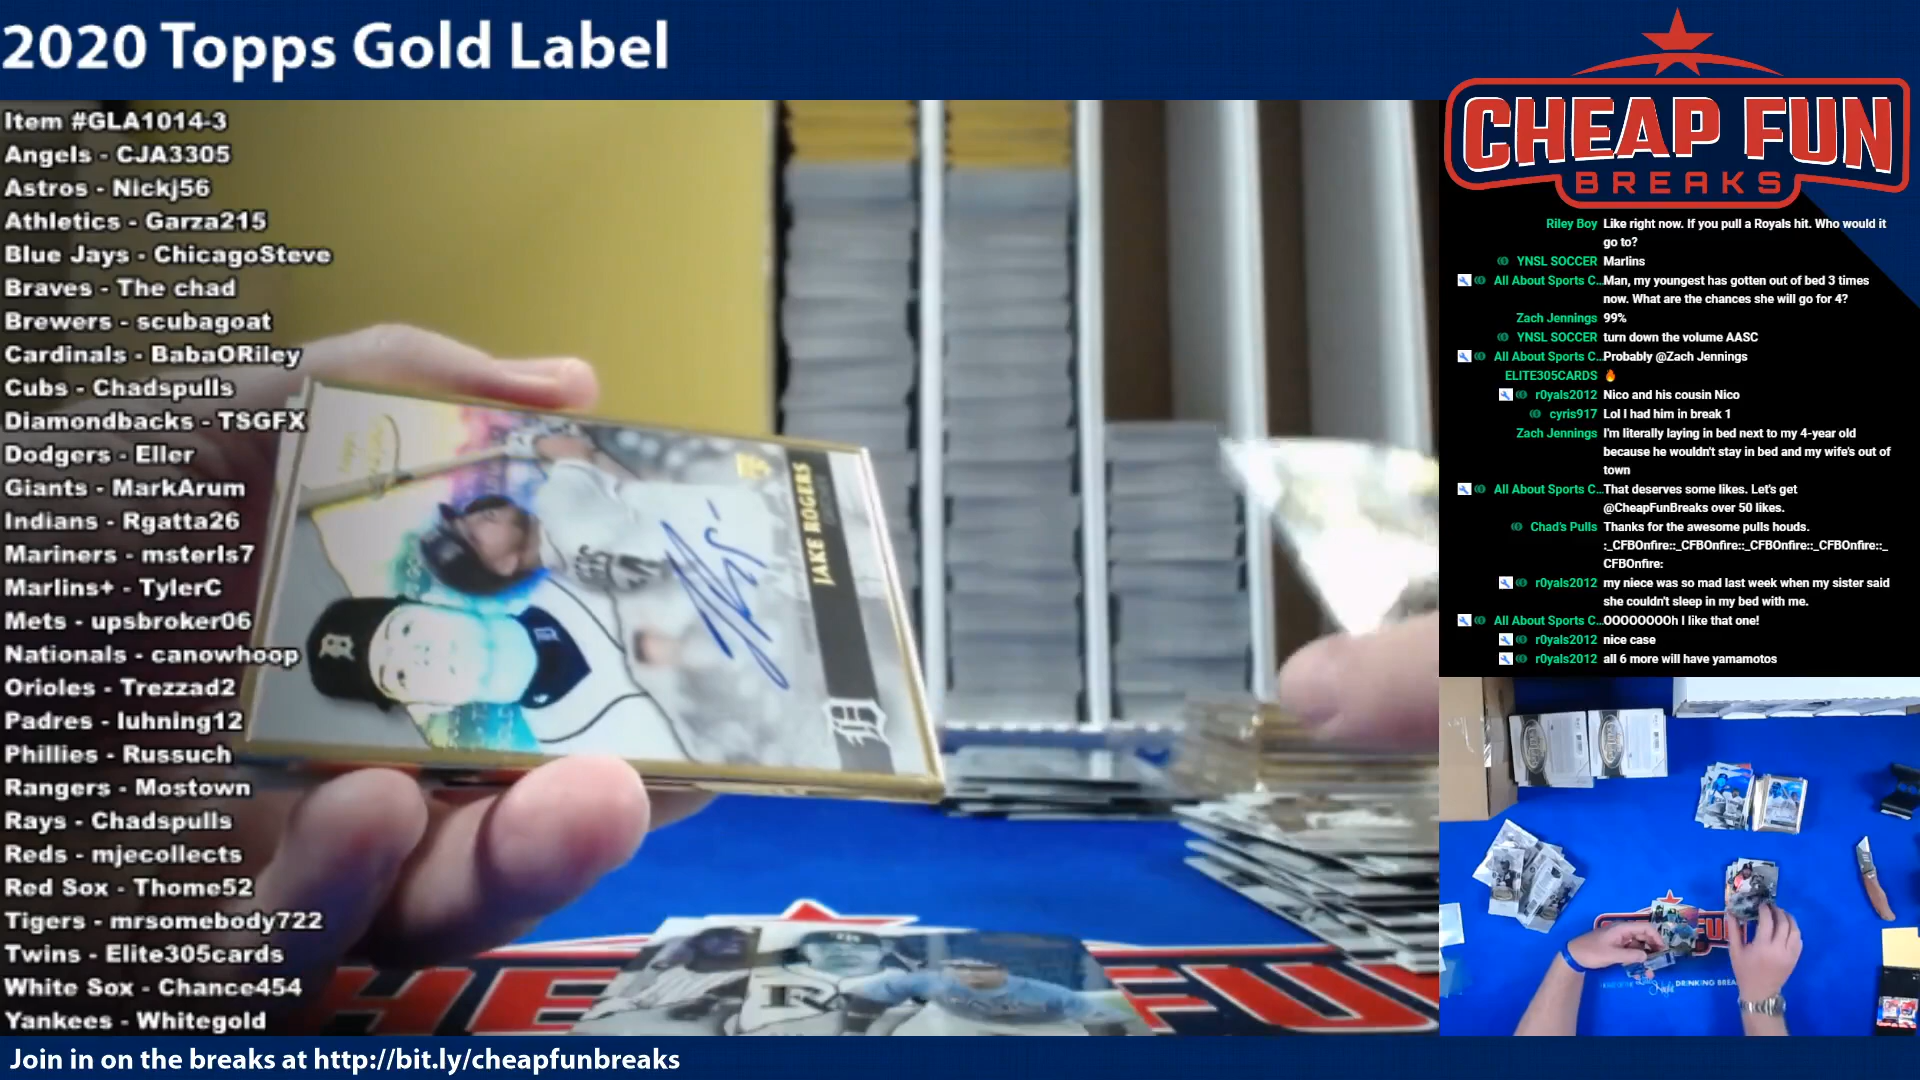 2020 Topps Gold Label
Item #GLA1014-3
Angels - CJA3305
Astros - Nickj56
Athletics - Garza215
Blue Jays - ChicagoSteve
Braves - The chad
Brewers - scubagoat
Cardinals - BabaORiley
Cubs - Chadspulls
Diamondbacks - TSGFX
Dodgers - Eller
Giants - MarkArum
Indians - Rgatta26
Mariners - msterls7
Marlins+ - TylerC
Mets - upsbroker06
Nationals - canowhoop
Orioles - Trezzad2
Padres - luhning12
Phillies - Russuch
Rangers - Mostown
Rays - Chadspulls
Reds - mjecollects
Red Sox - Thome52
Tigers - mrsomebody722
Twins - Elite305cards
White Sox - Chance454
Yankees - Whitegold
Join in on the breaks at http://bit.ly/cheapfunbreaks
JAKE ROGERS
CHEAP FUN
BREAKS
Riley Boy Like right now. If you pull a Royals hit. Who would it
go to?
YNSL SOCCER Marlins
All About Sports C... Man, my youngest has gotten out of bed 3 times
now. What are the chances she will go for 4?
Zach Jennings 99%
YNSL SOCCER turn down the volume AASC
All About Sports C... Probably @Zach Jennings
ELITE305CARDS 🔥
r0yals2012 Nico and his cousin Nico
cyris917 Lol I had him in break 1
Zach Jennings I'm literally laying in bed next to my 4-year old
because he wouldn't stay in bed and my wife's out of
town
All About Sports C... That deserves some likes. Let's get
@CheapFunBreaks over 50 likes.
Chad's Pulls Thanks for the awesome pulls houds.
:_CFBOnfire::_CFBOnfire::_CFBOnfire::_CFBOnfire::_
CFBOnfire:
r0yals2012 my niece was so mad last week when my sister said
she couldn't sleep in my bed with me.
All About Sports C... OOOOOOOOh I like that one!
r0yals2012 nice case
r0yals2012 all 6 more will have yamamotos